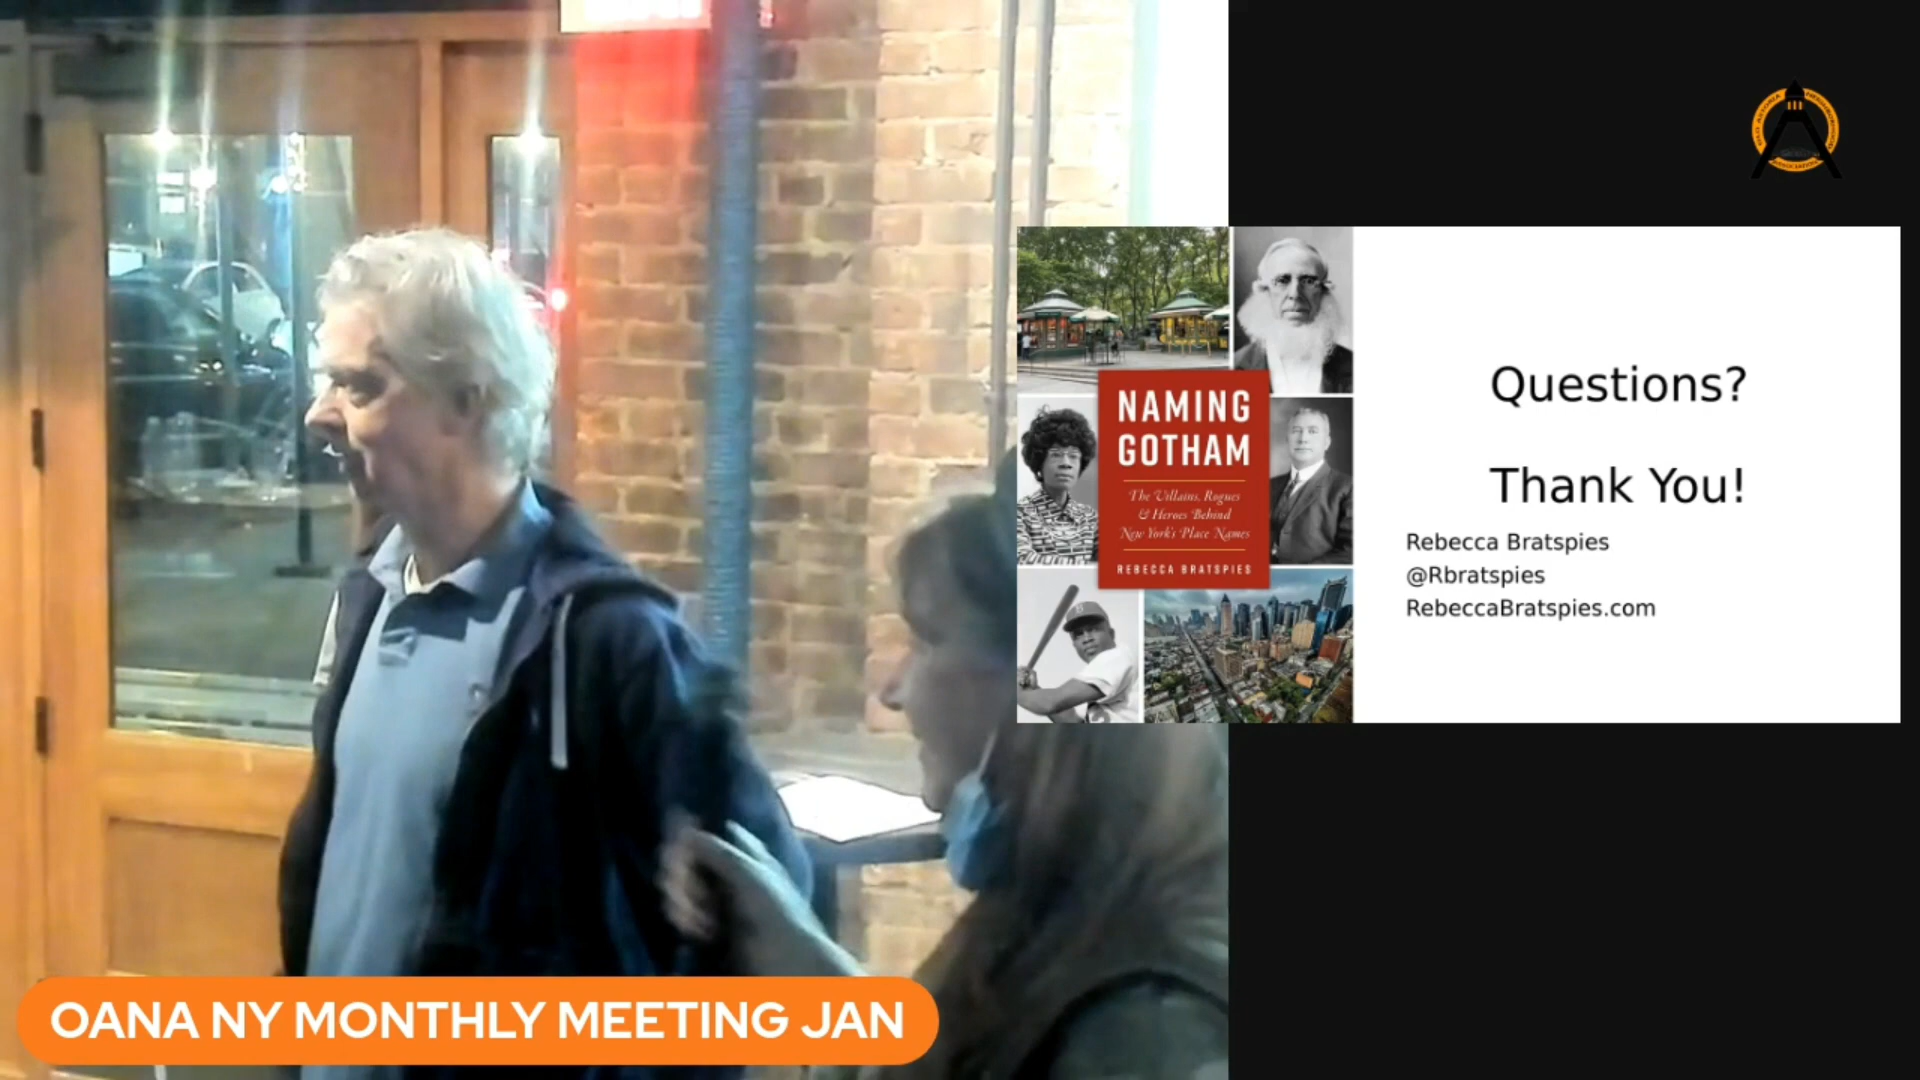 NAMING
GOTHAM
The Villains, Rogues
& Heroes Behind
New York's Place Names
REBECCA BRATSPIES
Questions?
Thank You!
Rebecca Bratspies
@Rbratspies
RebeccaBratspies.com
OANA NY MONTHLY MEETING JAN